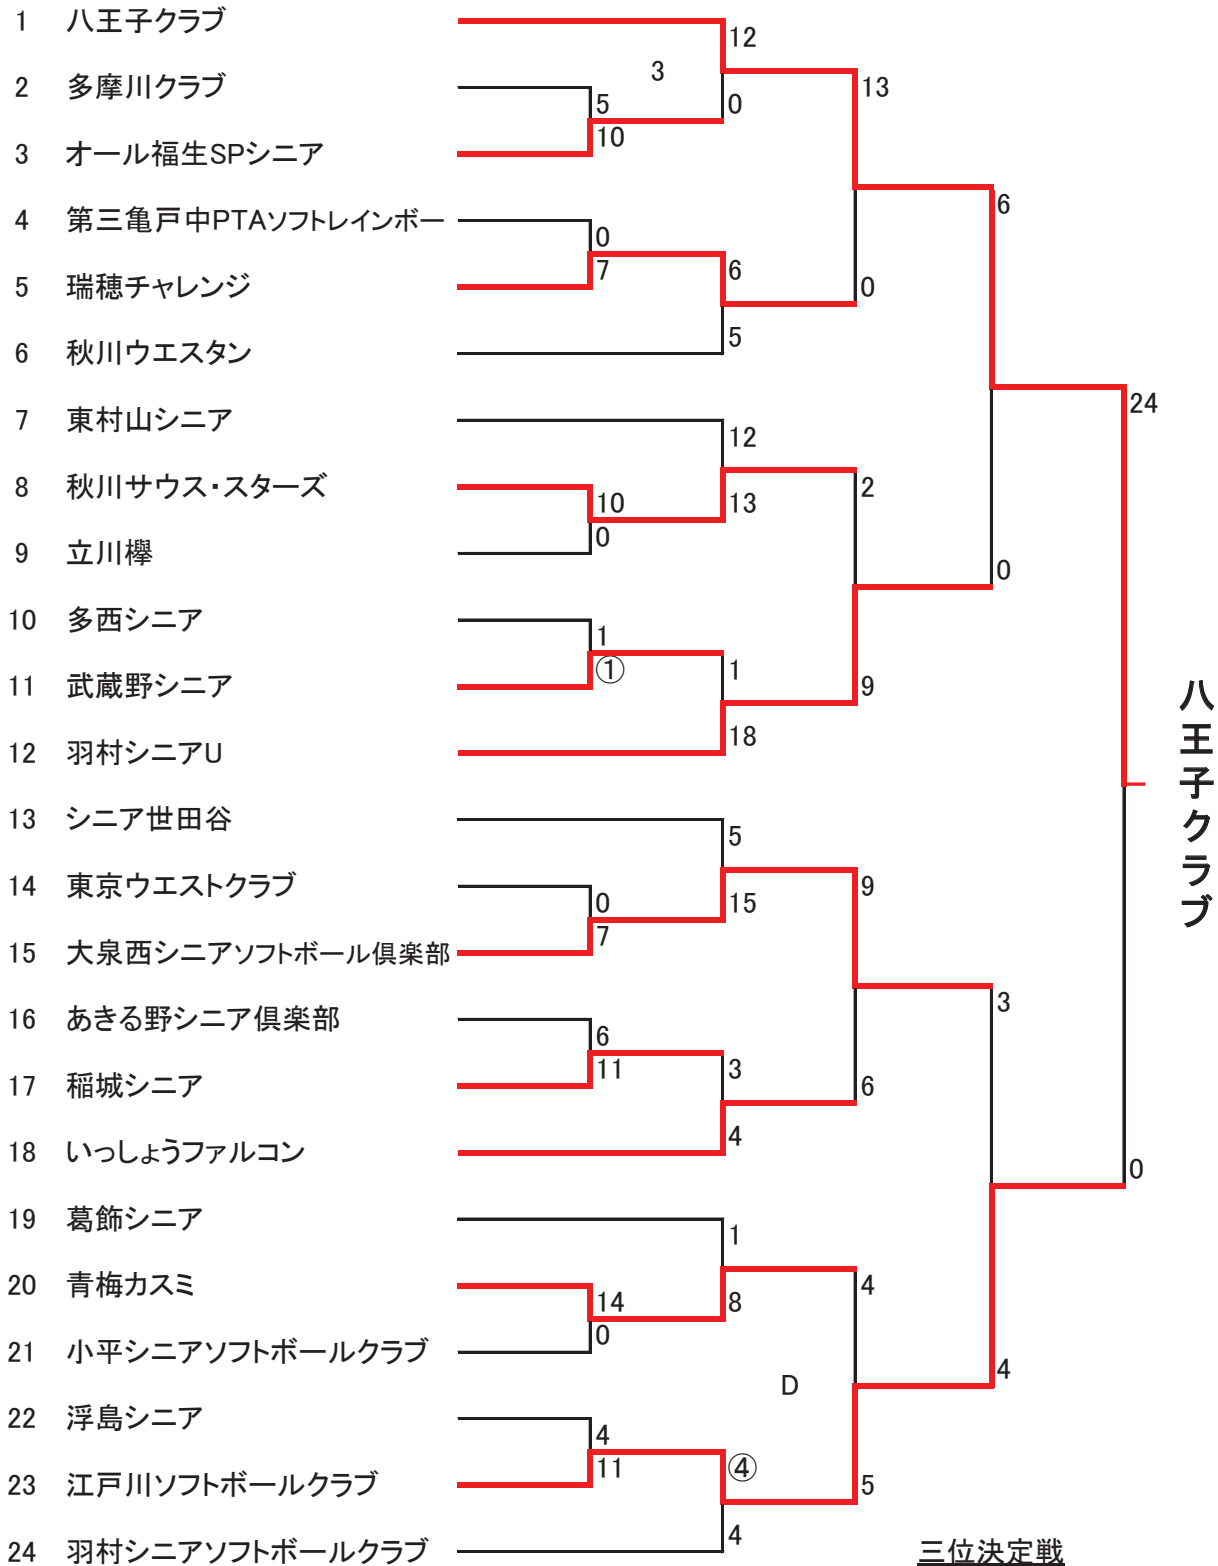 1 八王子クラブ
12
3
2 多摩川クラブ
13
5
0
10
3 オール福生SPシニア
6
4 第三亀戸中PTAソフトレインボー
0
7
6
0
5 瑞穂チャレンジ
5
6 秋川ウエスタン
24
7 東村山シニア
12
8 秋川サウス・スターズ
2
10
13
0
9 立川欅
0
10 多西シニア
1
①
1
11 武蔵野シニア
9
18
12 羽村シニアU
八王子クラブ
13 シニア世田谷
5
14 東京ウエストクラブ
9
0
15
7
15 大泉西シニアソフトボール倶楽部
3
16 あきる野シニア倶楽部
6
11
3
17 稲城シニア
6
4
18 いっしょうファルコン
0
19 葛飾シニア
1
20 青梅カスミ
4
14
8
0
21 小平シニアソフトボールクラブ
4
D
22 浮島シニア
4
11
④
23 江戸川ソフトボールクラブ
5
4
24 羽村シニアソフトボールクラブ
三位決定戦